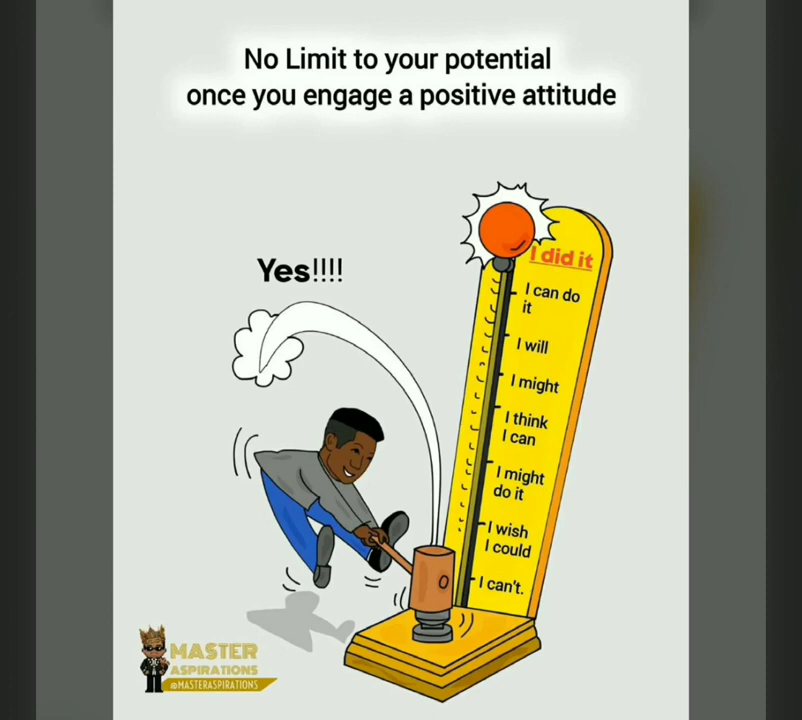 No Limit to your potential
once you engage a positive attitude
Yes!!!!
I did it
I can do
it
I will
I might
I think
I can
I might
do it
I wish
I could
I can't.
MASTER
ASPIRATIONS
@MASTERASPIRATIONS